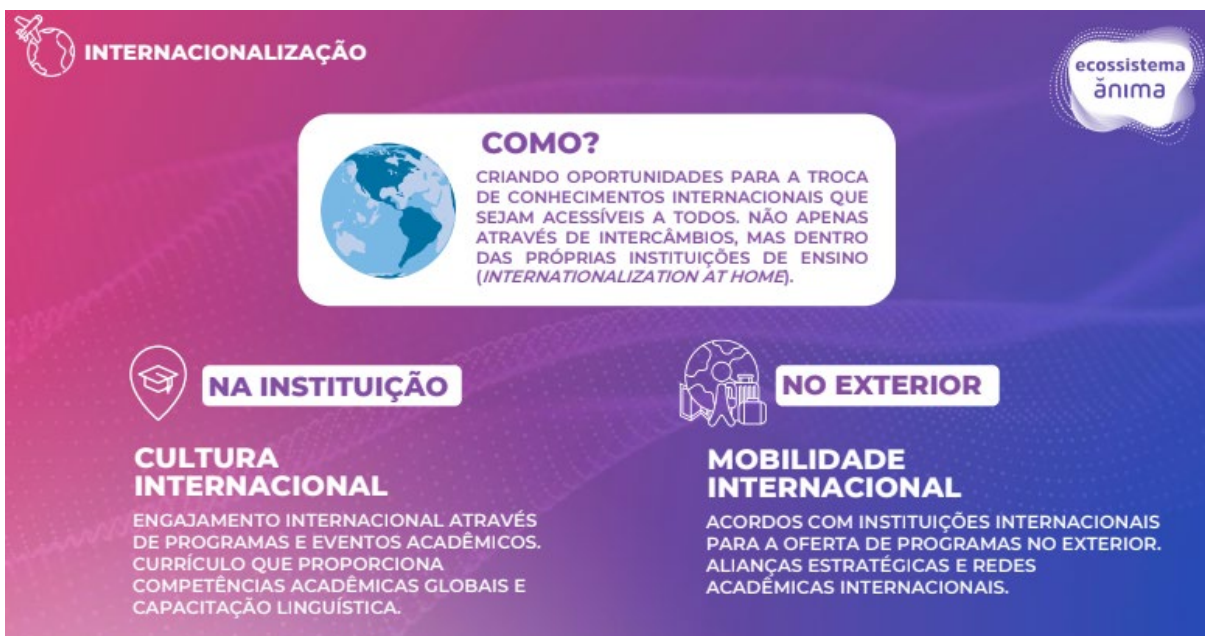 INTERNACIONALIZAÇÃO
ecossistema
ănıma
COMO?
CRIANDO OPORTUNIDADES PARA A TROCA
DE CONHECIMENTOS INTERNACIONAIS QUE
SEJAM ACESSÍVEIS A TODOS. NÃO APENAS
ATRAVÉS DE INTERCÂMBIOS, MAS DENTRO
DAS PRÓPRIAS INSTITUIÇÕES DE ENSINO
(INTERNATIONALIZATION AT HOME).
NA INSTITUIÇÃO
CULTURA
INTERNACIONAL
ENGAJAMENTO INTERNACIONAL ATRAVÉS
DE PROGRAMAS E EVENTOS ACADÊMICOS.
CURRÍCULO QUE PROPORCIONA
COMPETÊNCIAS ACADÊMICAS GLOBAIS E
CAPACITAÇÃO LINGUÍSTICA.
NO EXTERIOR
MOBILIDADE
INTERNACIONAL
ACORDOS COM INSTITUIÇÕES INTERNACIONAIS
PARA A OFERTA DE PROGRAMAS NO EXTERIOR.
ALIANÇAS ESTRATÉGICAS E REDES
ACADÊMICAS INTERNACIONAIS.